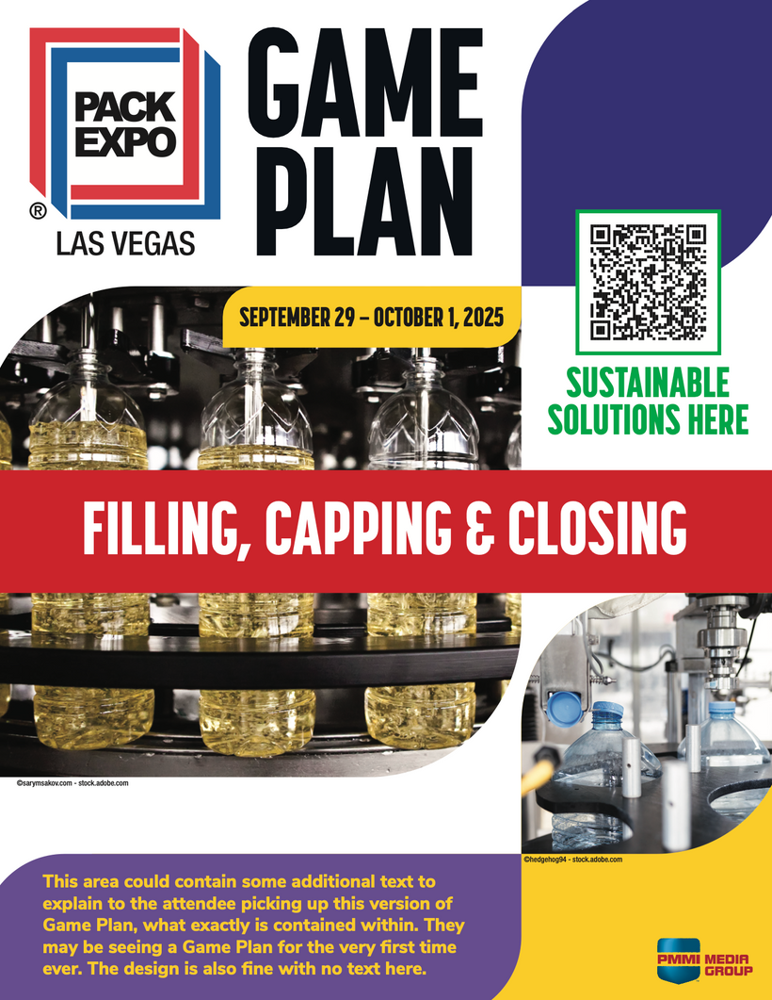 PACK
EXPO
®
LAS VEGAS
GAME
PLAN
SEPTEMBER 29 – OCTOBER 1, 2025
SUSTAINABLE
SOLUTIONS HERE
FILLING, CAPPING & CLOSING
©sarymsakov.com - stock.adobe.com
©hedgehog94 - stock.adobe.com
This area could contain some additional text to
explain to the attendee picking up this version of
Game Plan, what exactly is contained within. They
may be seeing a Game Plan for the very first time
ever. The design is also fine with no text here.
PMMI MEDIA
GROUP